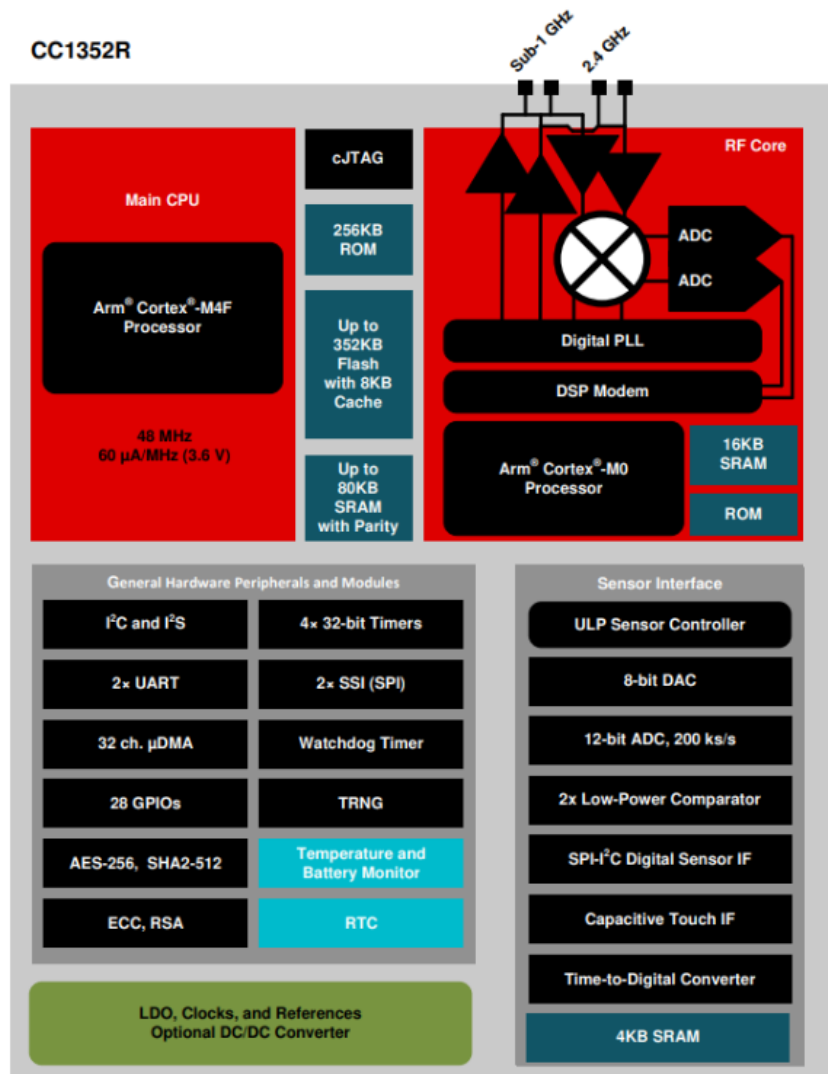 CC1352R
Sub-1 GHz
2.4 GHz
Main CPU
Arm® Cortex®-M4F
Processor
48 MHz
60 µA/MHz (3.6 V)
cJTAG
256KB
ROM
Up to
352KB
Flash
with 8KB
Cache
Up to
80KB
SRAM
with Parity
RF Core
ADC
ADC
Digital PLL
DSP Modem
Arm® Cortex®-M0
Processor
16KB
SRAM
ROM
General Hardware Peripherals and Modules
I²C and I²S
4× 32-bit Timers
2× UART
2× SSI (SPI)
32 ch. µDMA
Watchdog Timer
28 GPIOs
TRNG
AES-256, SHA2-512
Temperature and
Battery Monitor
ECC, RSA
RTC
LDO, Clocks, and References
Optional DC/DC Converter
Sensor Interface
ULP Sensor Controller
8-bit DAC
12-bit ADC, 200 ks/s
2x Low-Power Comparator
SPI-I²C Digital Sensor IF
Capacitive Touch IF
Time-to-Digital Converter
4KB SRAM